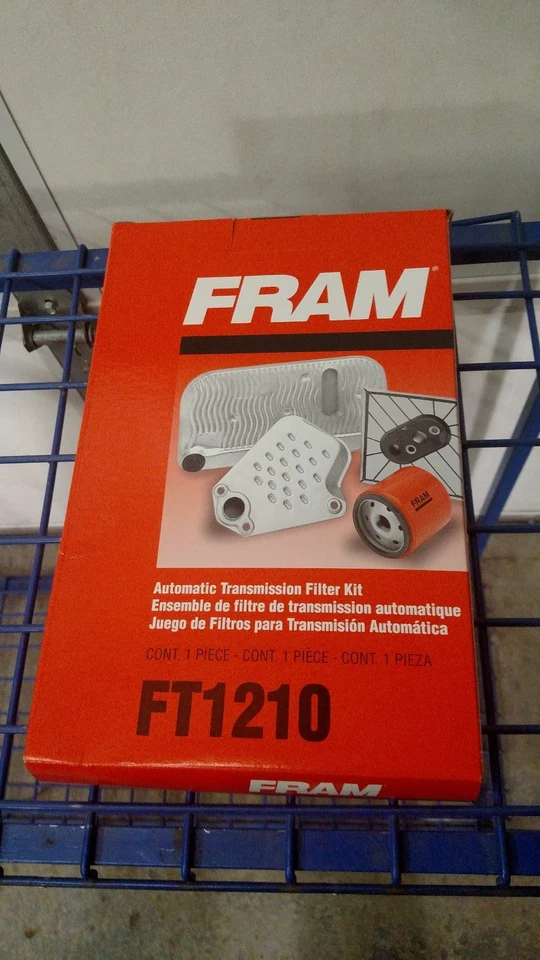 FRAM®
FRAM
Automatic Transmission Filter Kit
Ensemble de filtre de transmission automatique
Juego de Filtros para Transmisión Automática
CONT. 1 PIECE - CONT. 1 PIÈCE - CONT. 1 PIEZA
FT1210
FRAM